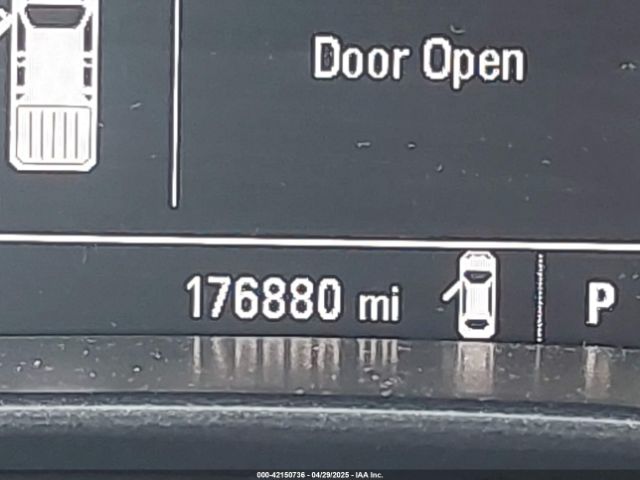 Door Open
176880 mi P
000-42150736 - 04/29/2025 - IAA Inc.